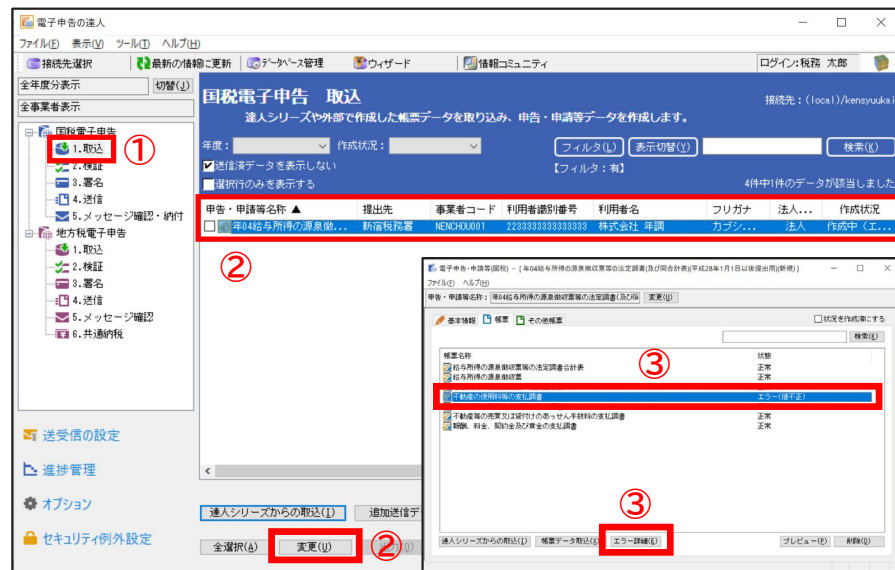 電子申告の達人
ファイル(F) 表示(V) ツール(T) ヘルプ(H)
接続先選択 最新の情報に更新 データベース管理 ウィザード 情報コミュニティ ログイン:税務 太郎
全年度分表示 切替(J)
全事業者表示
国税電子申告
1.取込 ①
2.検証
3.署名
4.送信
5.メッセージ確認・納付
地方税電子申告
1.取込
2.検証
3.署名
4.送信
5.メッセージ確認
6.共通納税
送受信の設定
進捗管理
オプション
セキュリティ例外設定
国税電子申告 取込
接続先:(local)/kensyuukai
達人シリーズや外部で作成した帳票データを取り込み、申告・申請等データを作成します。
年度: 作成状況: フィルタ(L) 表示切替(Y) 検索(K)
送信済データを表示しない 【フィルタ:有】
選択行のみを表示する 4件中1件のデータが該当しました
申告・申請等名称 ▲ 提出先 事業者コード 利用者識別番号 利用者名 フリガナ 法人... 作成状況
年04給与所得の源泉徴... 新宿税務署 NENCHOU001 2233333333333333 株式会社 年調 カブシ... 法人 作成中(エ...
②
達人シリーズからの取込(I) 追加送信デ
全選択(A) 変更(U) ②
電子申告・申請等(国税) - [年04給与所得の源泉徴収票等の法定調書(及び同合計表)(平成28年1月1日以後提出用)(新規)]
ファイル(F) ヘルプ(H)
申告・申請等名称: 年04給与所得の源泉徴収票等の法定調書(及び同 変更(U)
基本情報 帳票 その他帳票 状況を作成済にする
検索(K)
帳票名称 状態
③
給与所得の源泉徴収票等の法定調書合計表 正常
給与所得の源泉徴収票 正常
不動産の使用料等の支払調書 エラー(値不正)
不動産等の売買又は貸付けのあっせん手数料の支払調書 正常
報酬、料金、契約金及び賞金の支払調書 正常
③
達人シリーズからの取込(I) 帳票データ取込(X) エラー詳細(E) プレビュー(P) 削除(D)